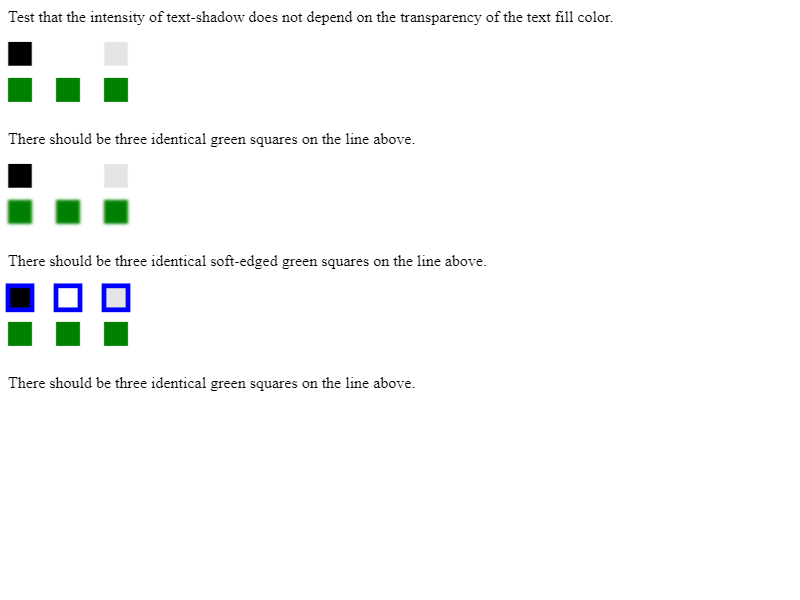 Test that the intensity of text-shadow does not depend on the transparency of the text fill color.
There should be three identical green squares on the line above.
There should be three identical soft-edged green squares on the line above.
There should be three identical green squares on the line above.